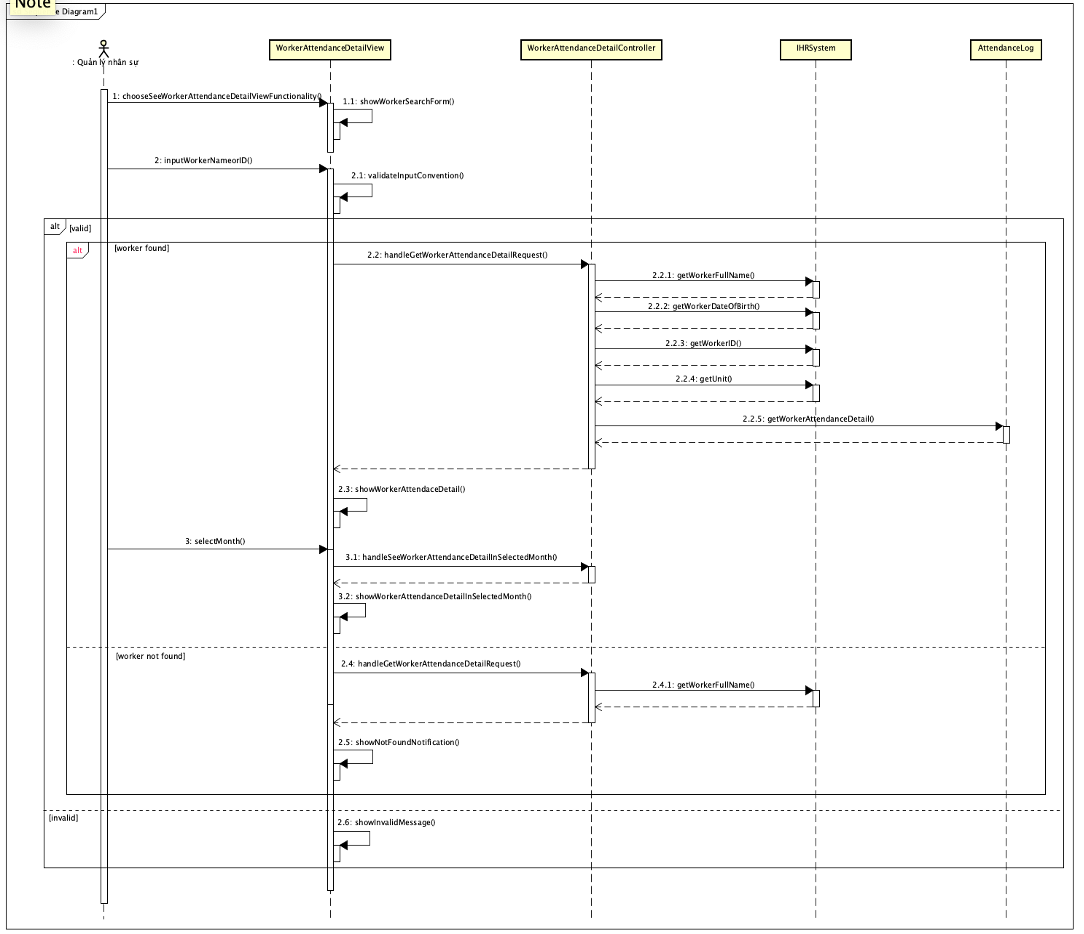 Note
e Diagram1
: Quản lý nhân sự
WorkerAttendanceDetailView
WorkerAttendanceDetailController
IHRSystem
AttendanceLog
1: chooseSeeWorkerAttendanceDetailViewFunctionality()
1.1: showWorkerSearchForm()
2: inputWorkerNameorID()
2.1: validateInputConvention()
alt
[valid]
alt
[worker found]
2.2: handleGetWorkerAttendanceDetailRequest()
2.2.1: getWorkerFullName()
2.2.2: getWorkerDateOfBirth()
2.2.3: getWorkerID()
2.2.4: getUnit()
2.2.5: getWorkerAttendanceDetail()
2.3: showWorkerAttendaceDetail()
3: selectMonth()
3.1: handleSeeWorkerAttendanceDetailInSelectedMonth()
3.2: showWorkerAttendanceDetailInSelectedMonth()
[worker not found]
2.4: handleGetWorkerAttendanceDetailRequest()
2.4.1: getWorkerFullName()
2.5: showNotFoundNotification()
[invalid]
2.6: showInvalidMessage()